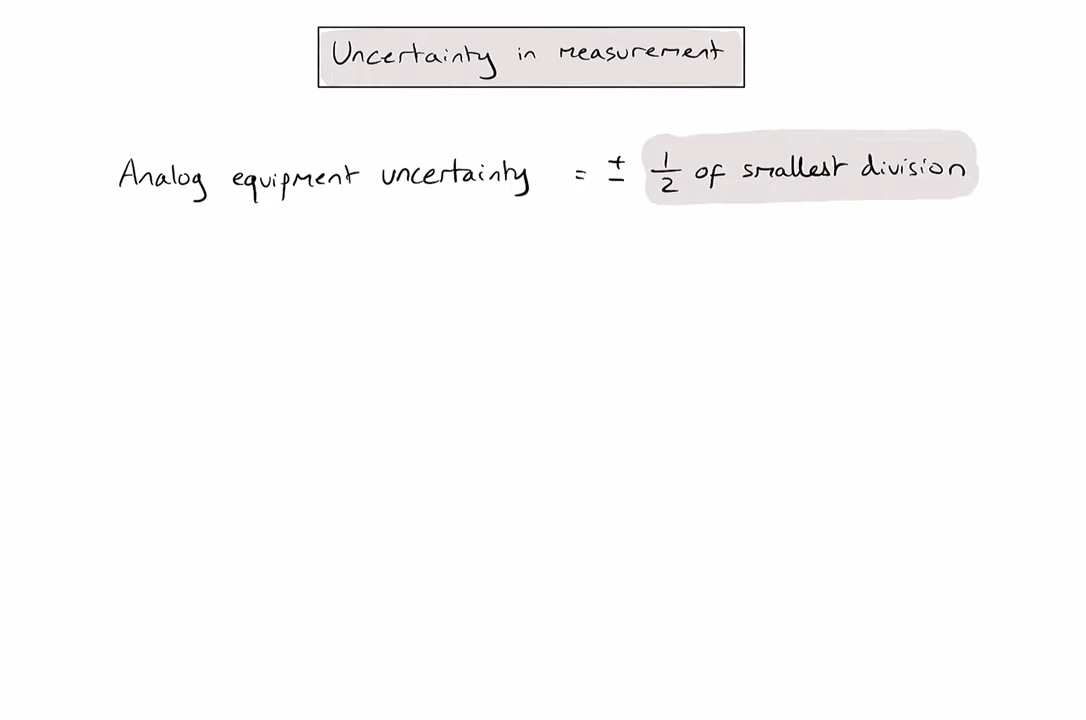 Uncertainty in measurement
Analog equipment uncertainty = ± 1/2 of smallest division